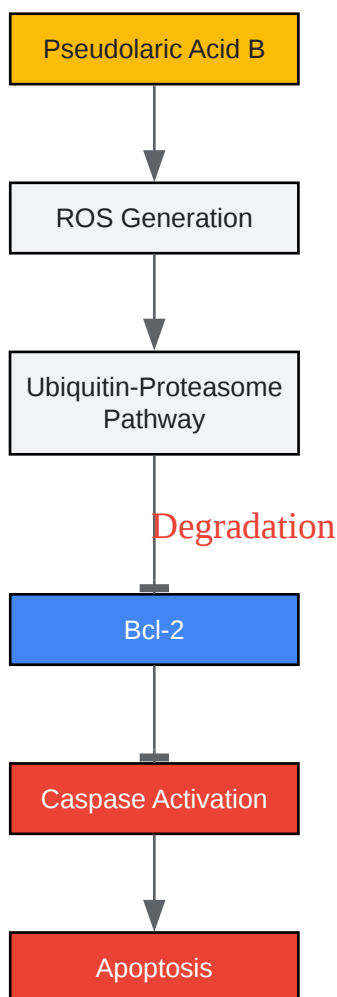 Pseudolaric Acid B
ROS Generation
Ubiquitin-Proteasome
Pathway
Degradation
Bcl-2
Caspase Activation
Apoptosis